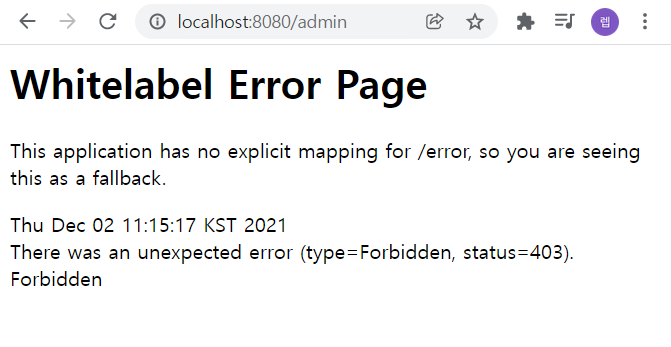 localhost:8080/admin
렙
Whitelabel Error Page
This application has no explicit mapping for /error, so you are seeing
this as a fallback.
Thu Dec 02 11:15:17 KST 2021
There was an unexpected error (type=Forbidden, status=403).
Forbidden